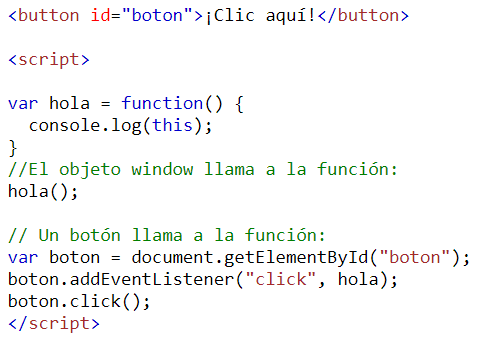 <button id="boton">¡Clic aquí!</button>
<script>
var hola = function() {
console.log(this);
}
//El objeto window llama a la función:
hola();
// Un botón llama a la función:
var boton = document.getElementById("boton");
boton.addEventListener("click", hola);
boton.click();
</script>